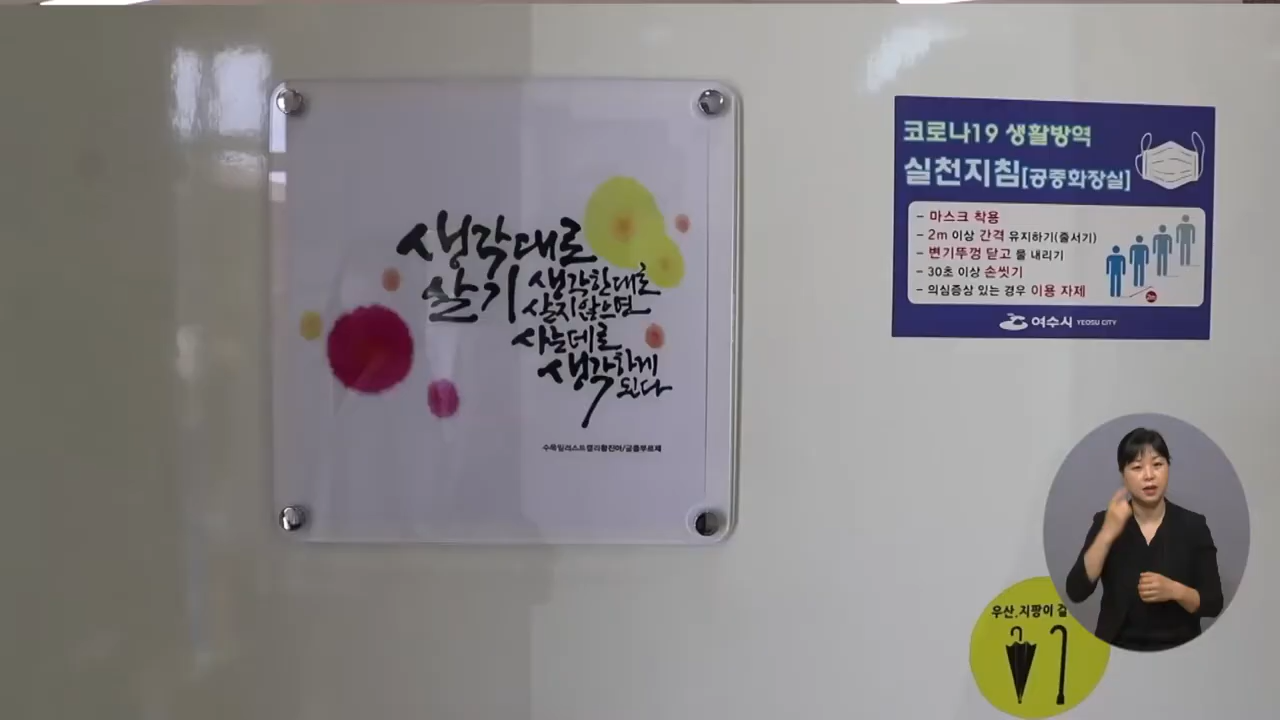 생각대로
살기
생각한대로
살지 않으면
사는데로
생각하게
된다
코로나19 생활방역
실천지침[공중화장실]
- 마스크 착용
- 2m 이상 간격 유지하기(줄서기)
- 변기뚜껑 닫고 물 내리기
- 30초 이상 손씻기
- 의심증상 있는 경우 이용 자제
2m
여수시 YEOSU CITY
우산.지팡이 걸